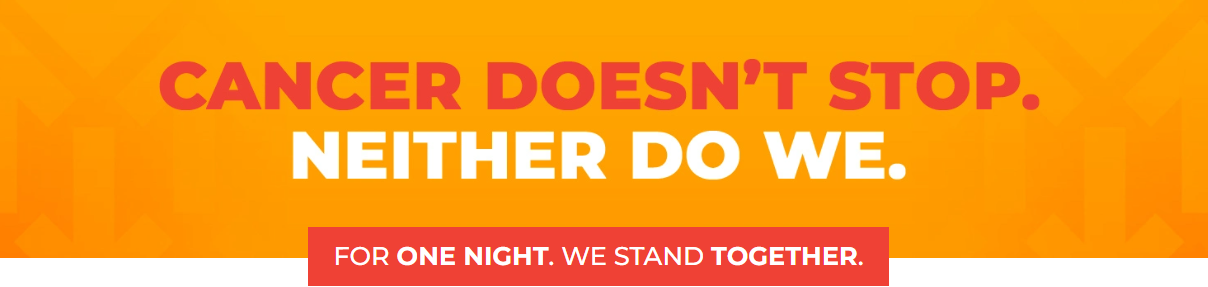 CANCER DOESN’T STOP.
NEITHER DO WE.
FOR ONE NIGHT. WE STAND TOGETHER.